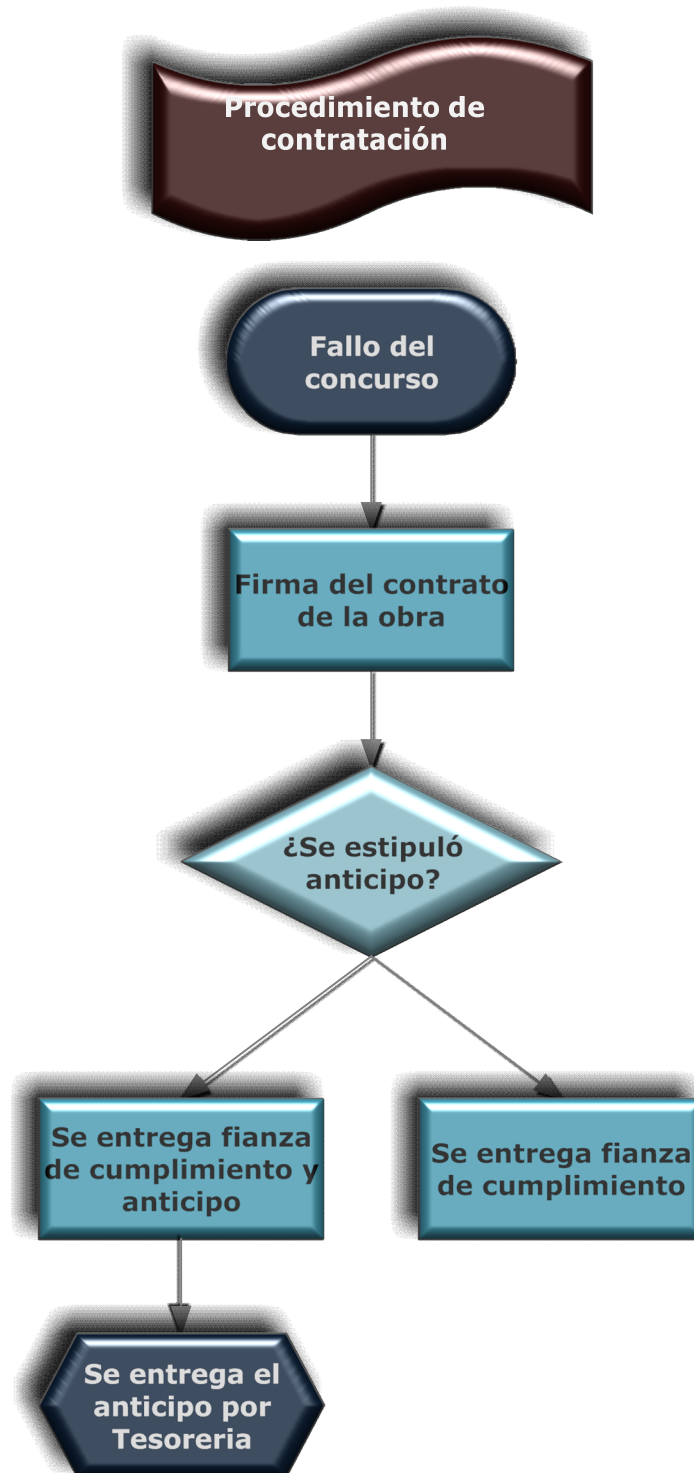 Procedimiento de
contratación
Fallo del
concurso
Firma del contrato
de la obra
¿Se estipuló
anticipo?
Se entrega fianza
de cumplimiento y
anticipo
Se entrega fianza
de cumplimiento
Se entrega el
anticipo por
Tesoreria